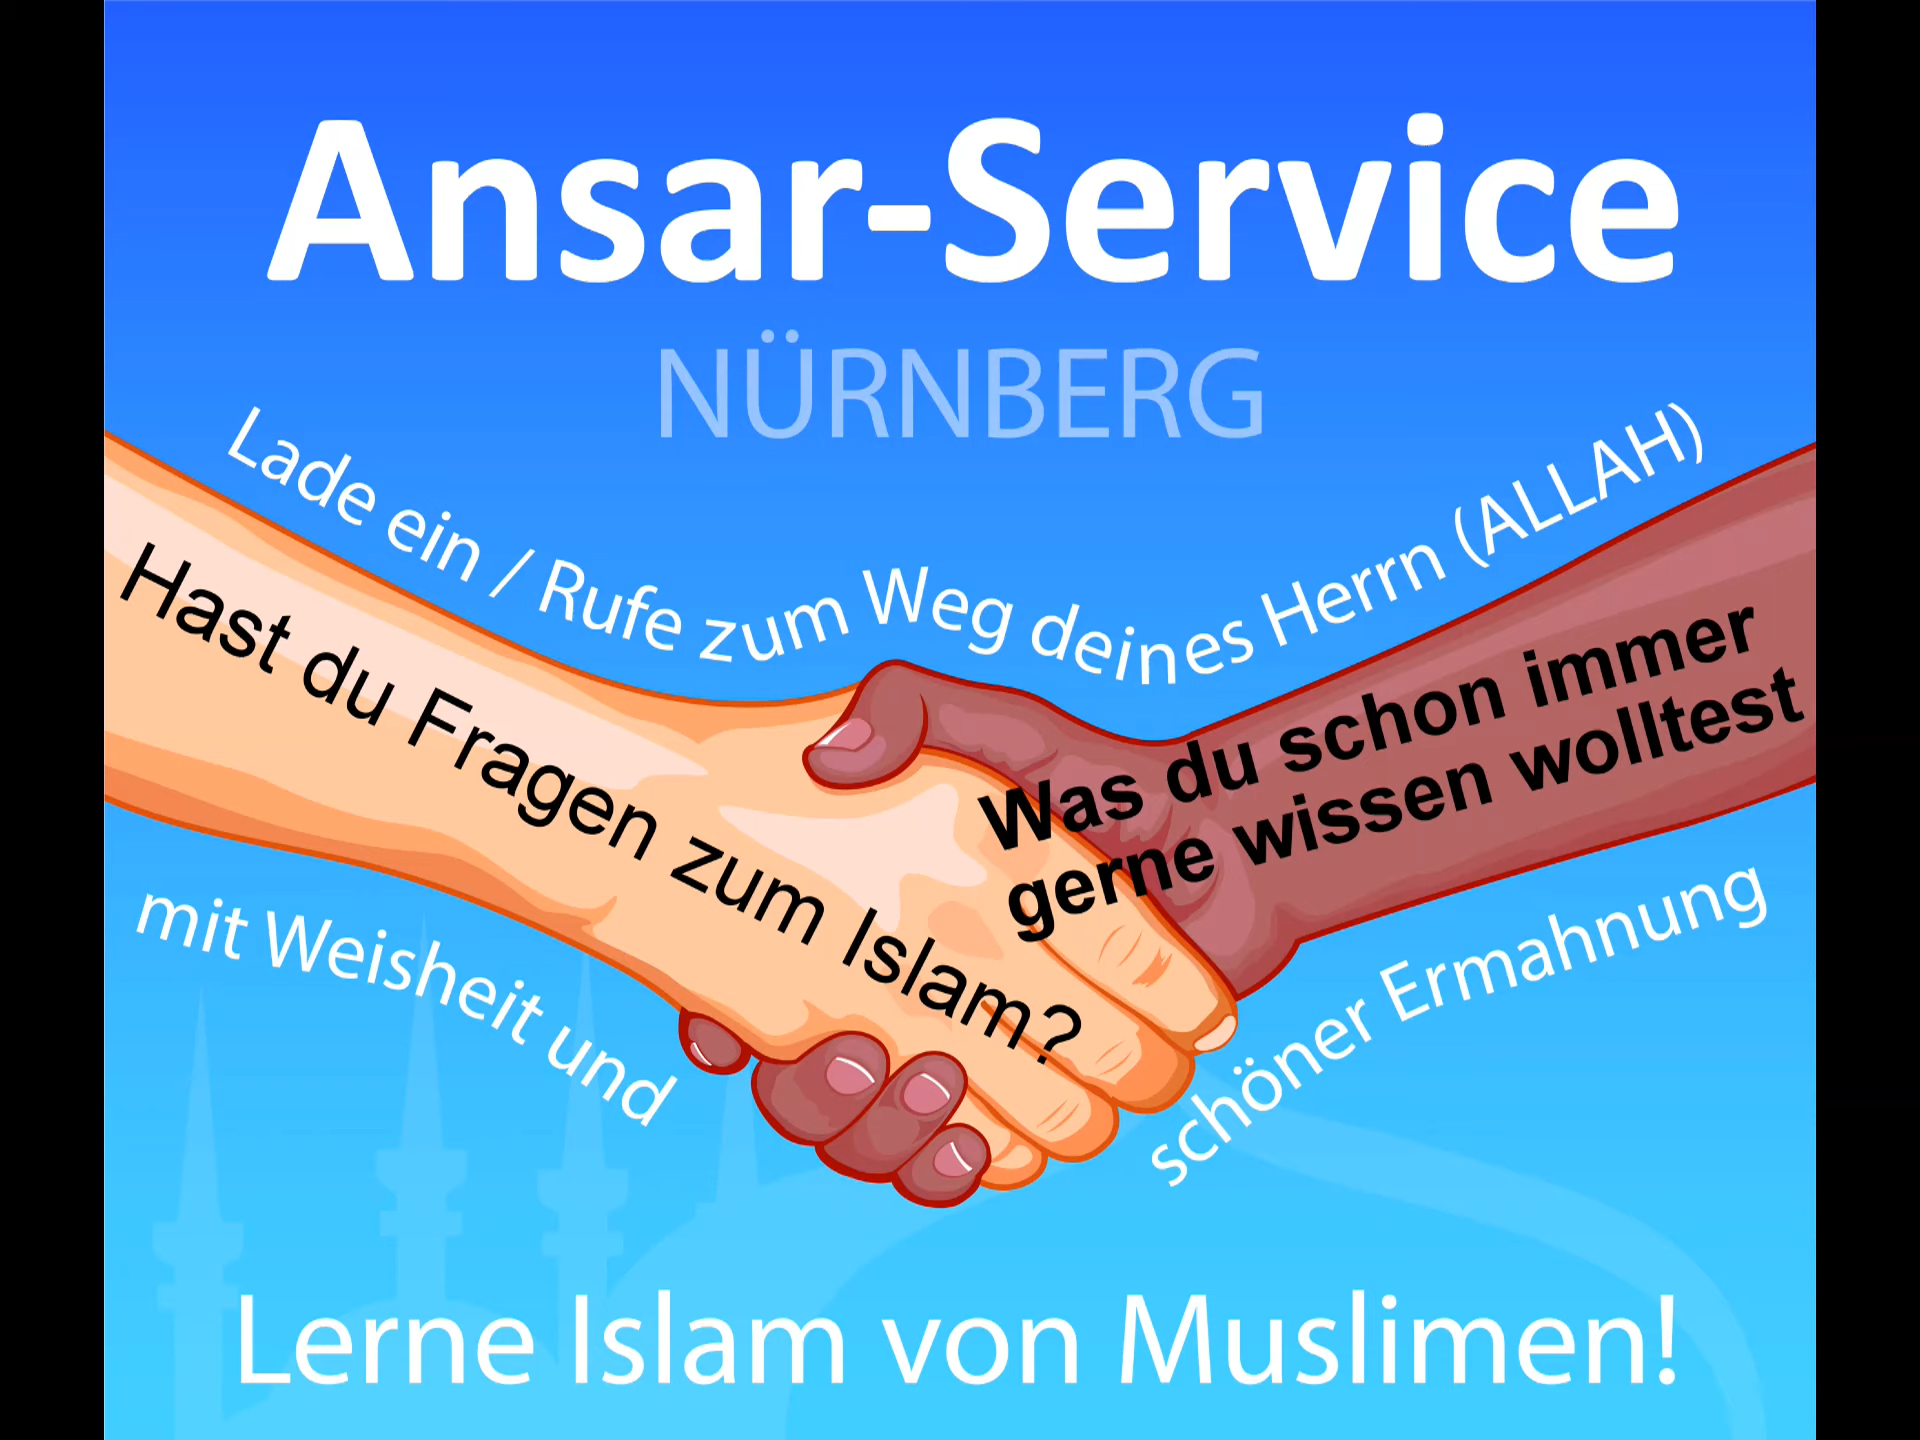 Ansar-Service
NÜRNBERG
Lade ein / Rufe zum Weg deines Herrn (ALLAH)
Hast du Fragen zum Islam?
Was du schon immer
gerne wissen wolltest
mit Weisheit und
schöner Ermahnung
Lerne Islam von Muslimen!